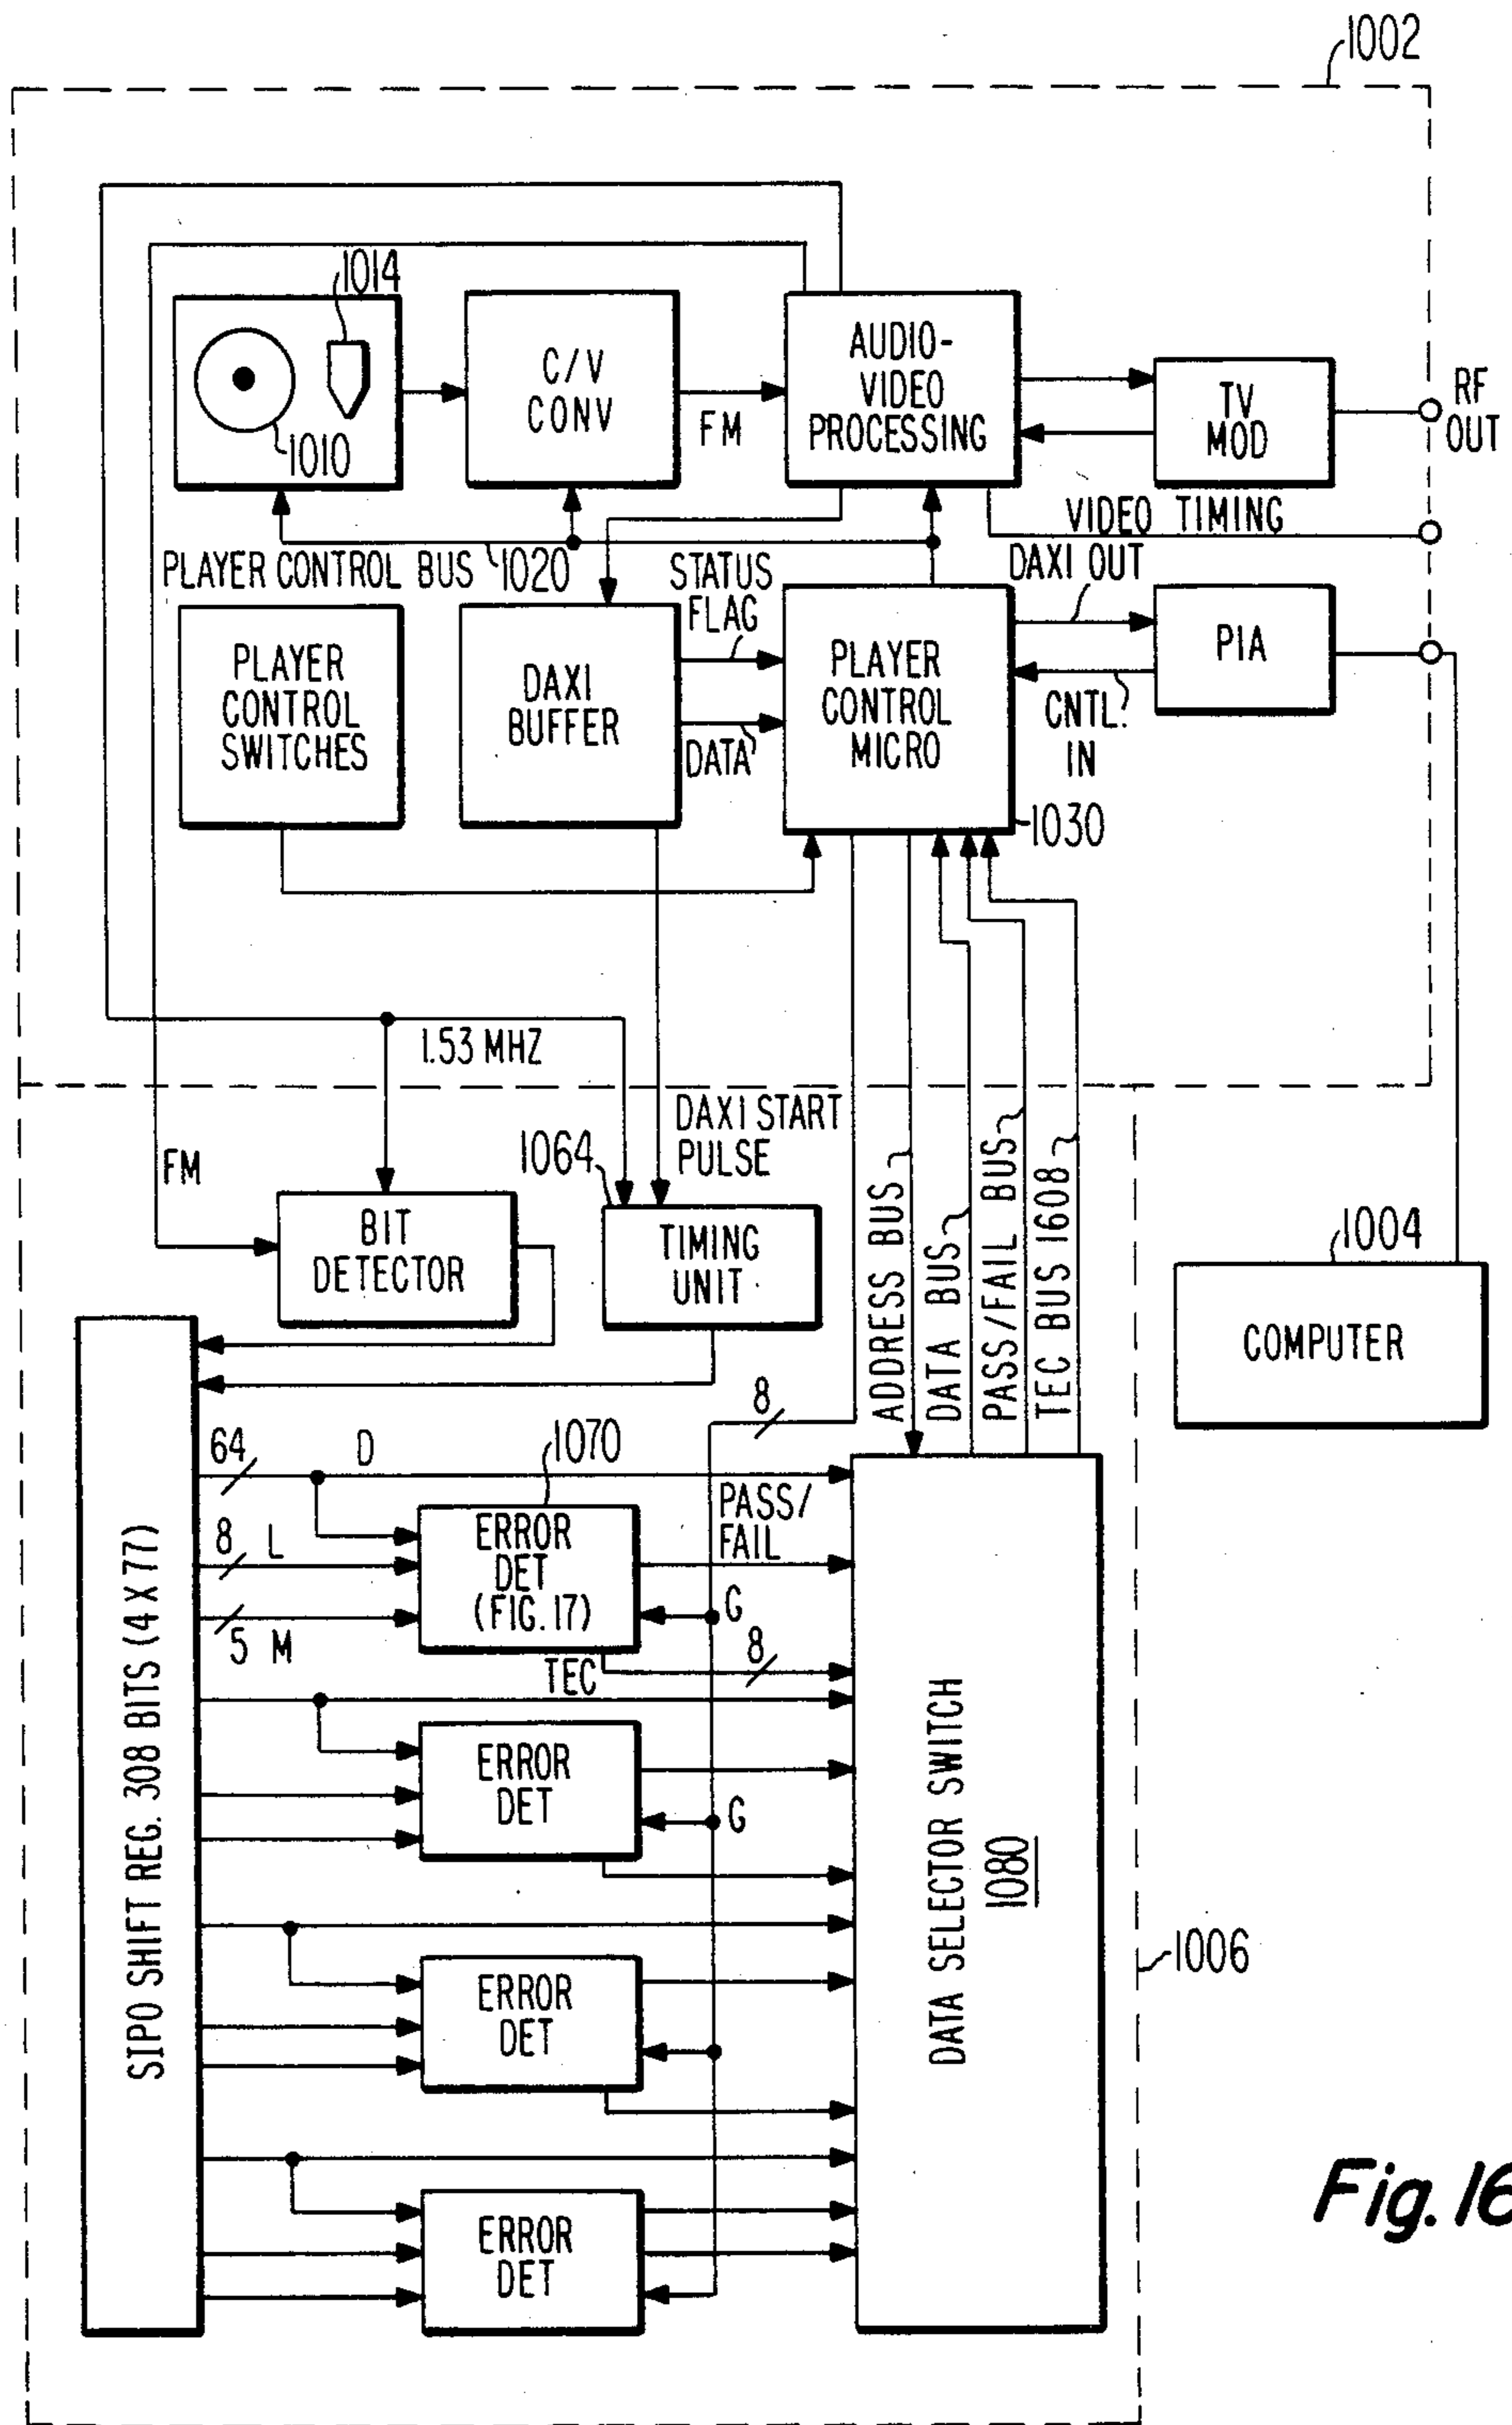 1002
1014
1010
C/V
CONV
FM
AUDIO-
VIDEO
PROCESSING
TV
MOD
RF
OUT
VIDEO TIMING
PLAYER CONTROL BUS 1020
STATUS
FLAG
DAXI OUT
PLAYER
CONTROL
SWITCHES
DAXI
BUFFER
DATA
PLAYER
CONTROL
MICRO
PIA
CNTL.
IN
1030
1.53 MHZ
FM
DAXI START
PULSE
1064
BIT
DETECTOR
TIMING
UNIT
ADDRESS BUS
DATA BUS
PASS/FAIL BUS
TEC BUS 1608
1004
COMPUTER
SIPO SHIFT REG. 308 BITS (4 X 77)
64
D
8
1070
8 L
ERROR
DET
(FIG. 17)
PASS/
FAIL
5 M
G
TEC
8
ERROR
DET
G
ERROR
DET
ERROR
DET
DATA SELECTOR SWITCH
1080
1006
Fig. 16